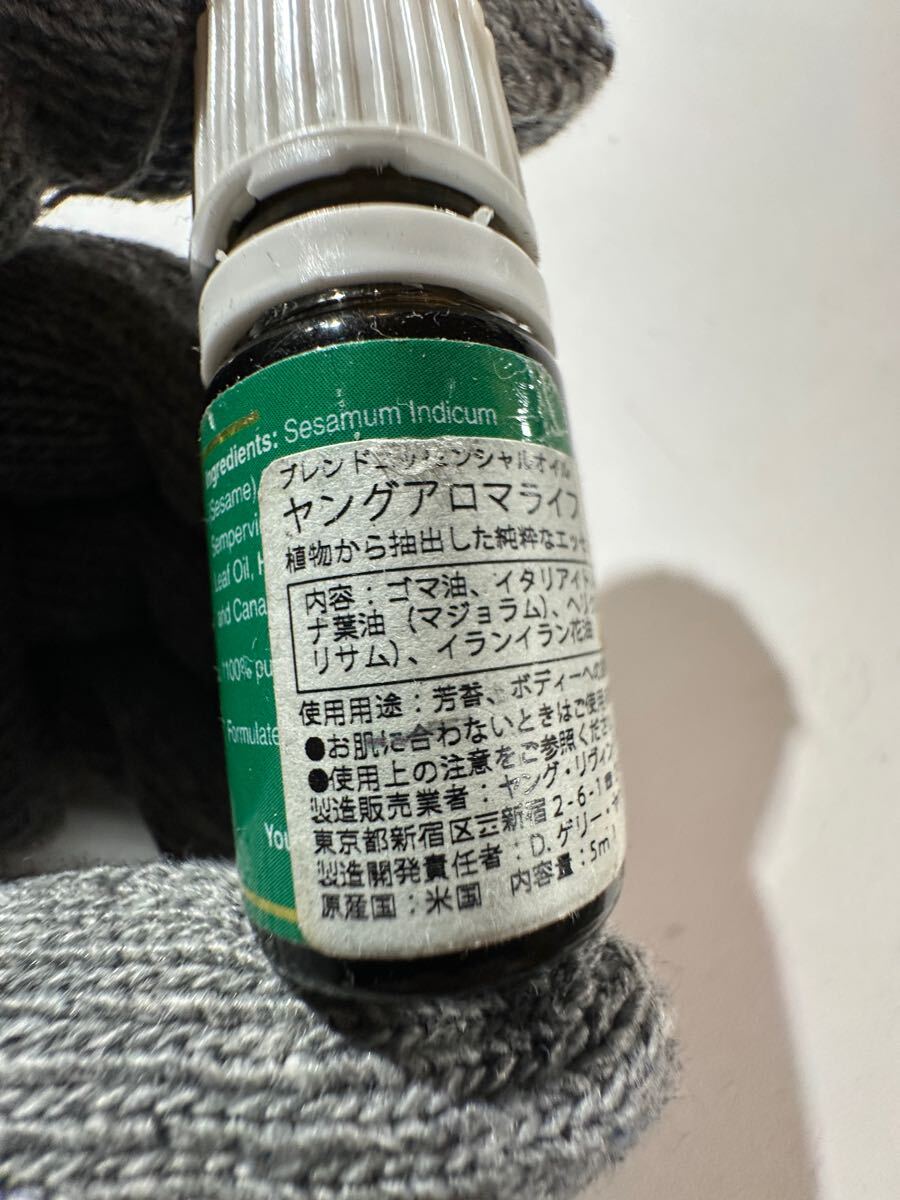 Ingredients: Sesamum Indicum
(Sesame),
Sempervi
Leaf Oil, H
and Cana
100% pu
Formulate
You
ブレンドエッセンシャルオイル
ヤングアロマライフ
植物から抽出した純粋なエッセ
内容：ゴマ油、イタリアイト
ナ葉油（マジョラム）、ヘリ
リサム）、イランイラン花油
使用用途：芳香、ボディーへの
●お肌に合わないときはご使用
●使用上の注意をご参照くださ
製造販売業者：ヤング・リヴィン
東京都新宿区西新宿2-6-1
製造開発責任者：D.ゲリー・ヤ
原産国：米国 内容量：5ml